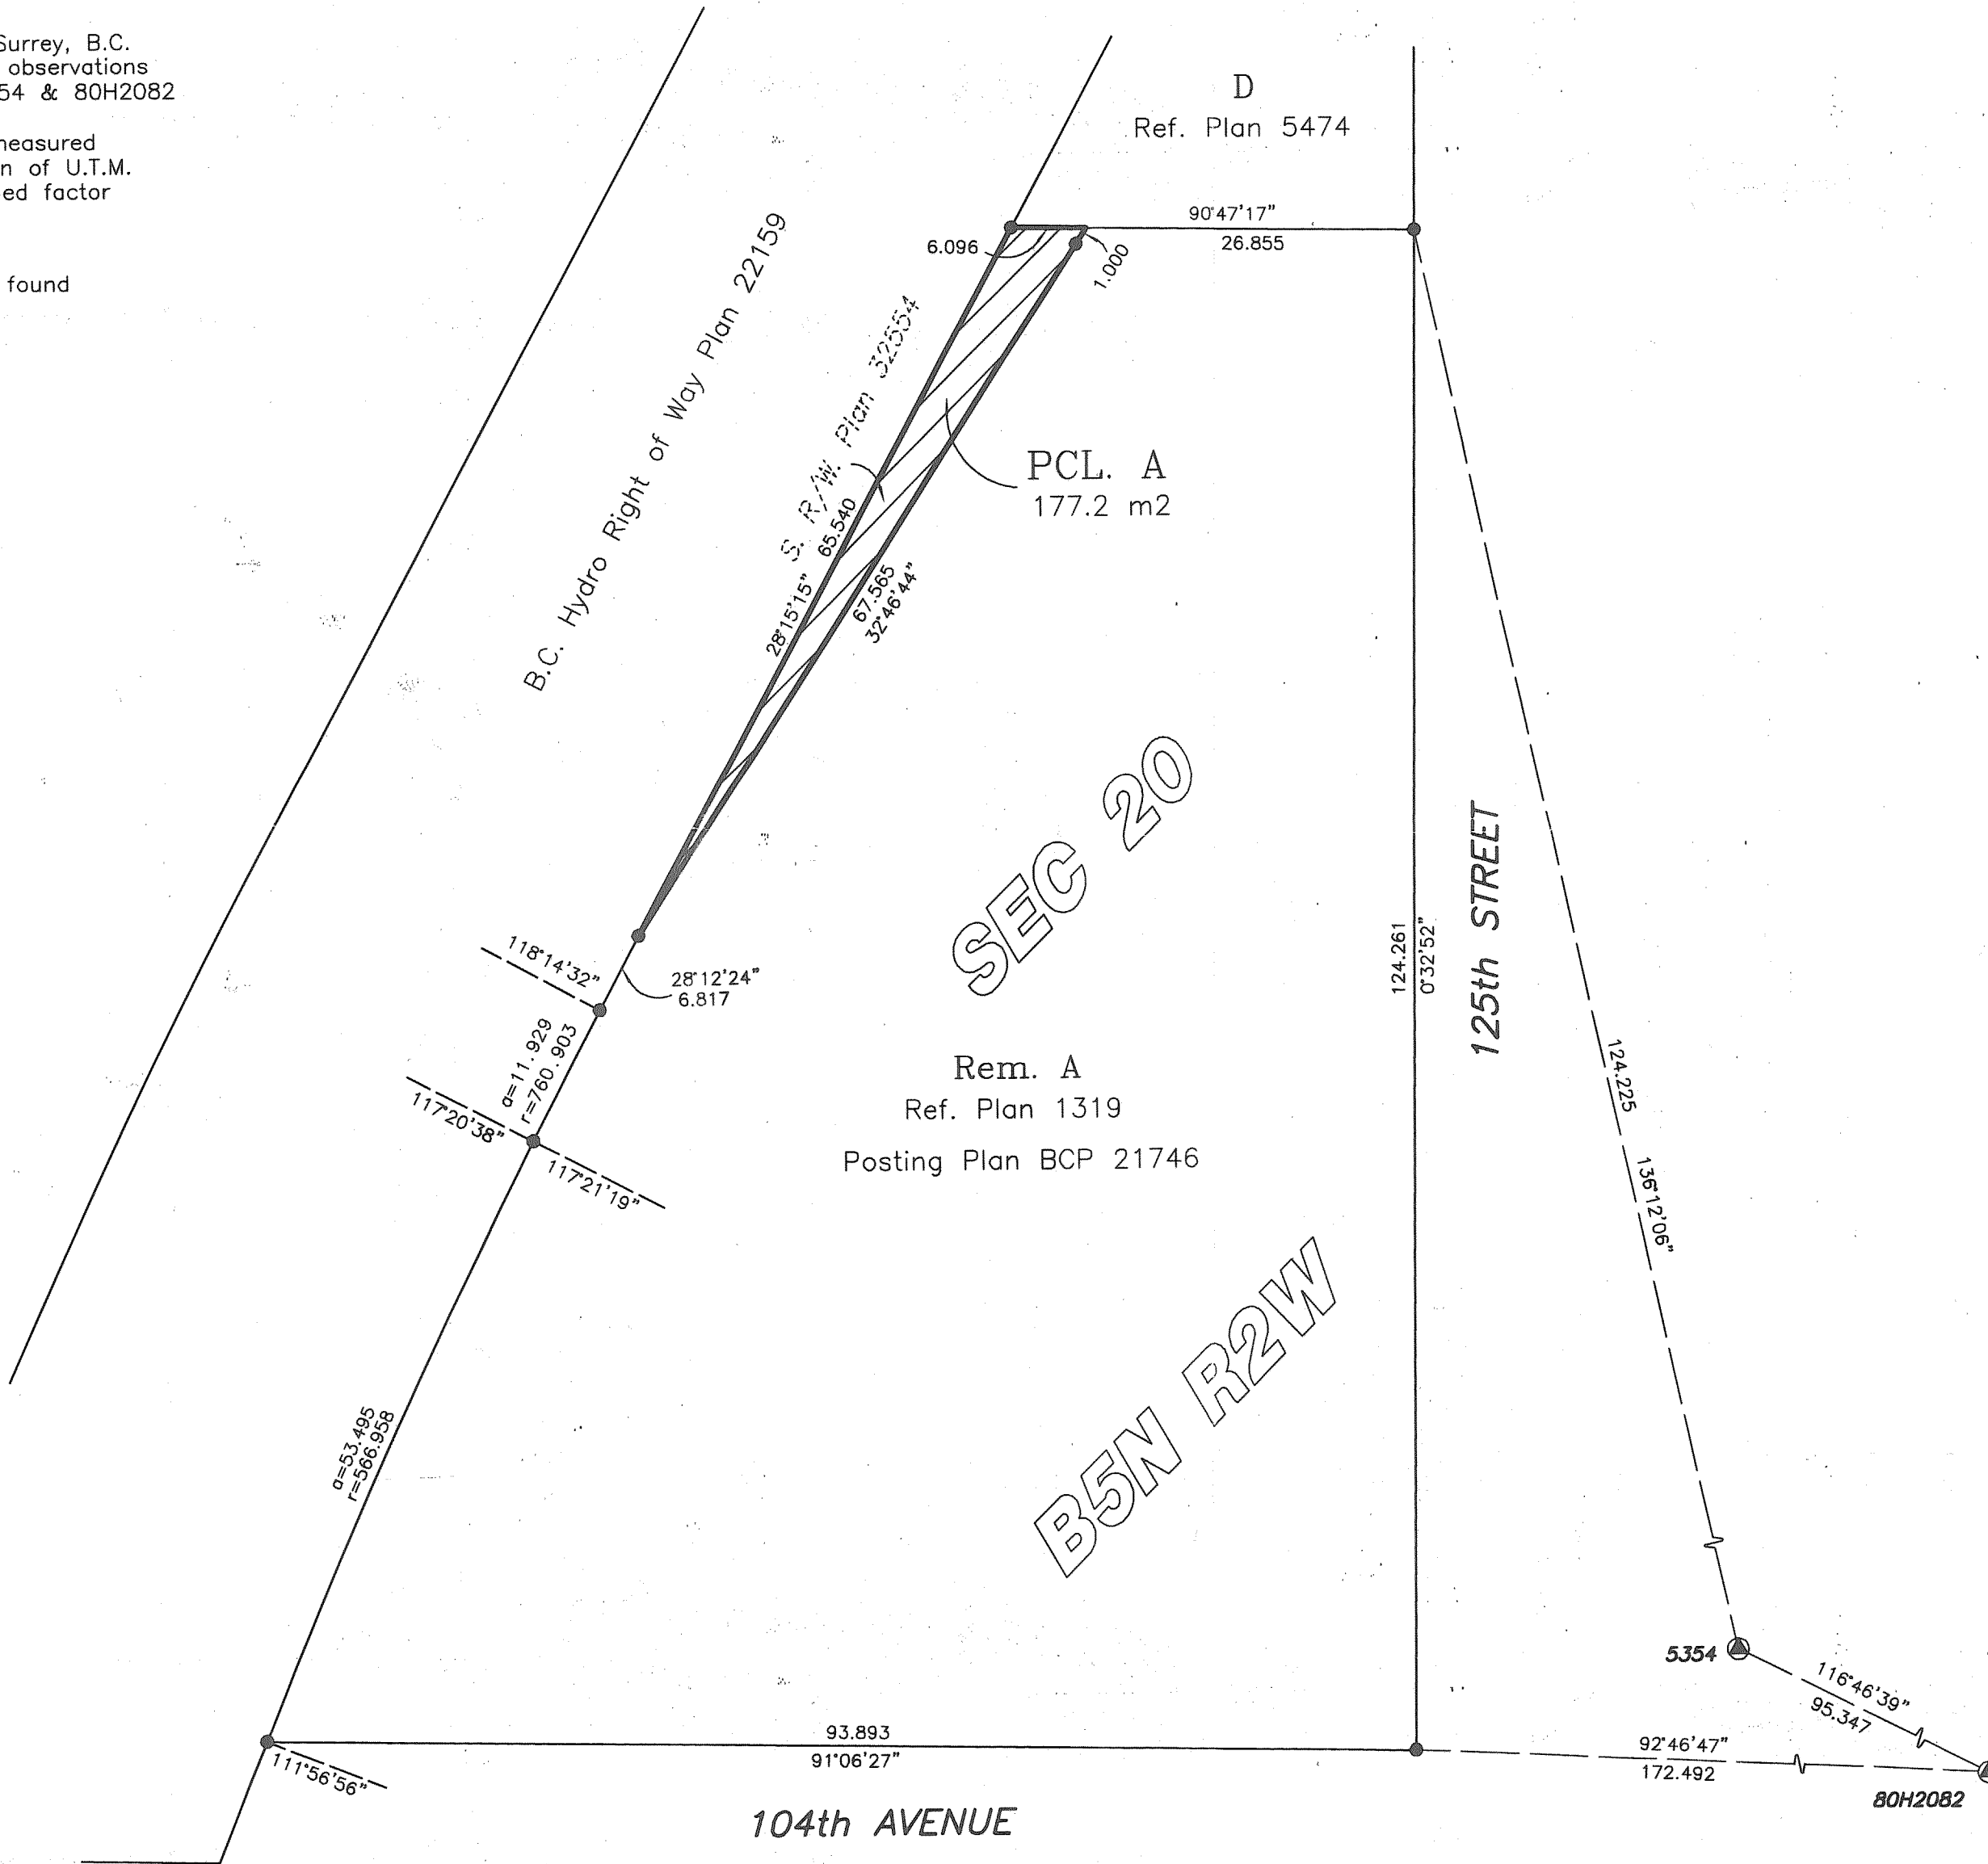 Surrey, B.C.
observations
54 & 80H2082
measured
n of U.T.M.
ed factor
found
D
Ref. Plan 5474
90°47'17"
26.855
6.096
1.000
B.C. Hydro Right of Way Plan 22159
S. R/W. Plan 32554
PCL. A
177.2 m2
28°15'15" 65.540
67.565
32°46'44"
SEC 20
118°14'32"
28°12'24"
6.817
a=11.929
r=760.903
117°20'38"
117°21'19"
Rem. A
Ref. Plan 1319
Posting Plan BCP 21746
124.261
0°32'52"
125th STREET
124.225 136°12'06"
B5N R2W
a=53.495
r=566.958
5354
116°46'39"
95.347
93.893
91°06'27"
92°46'47"
172.492
111°56'56"
80H2082
104th AVENUE